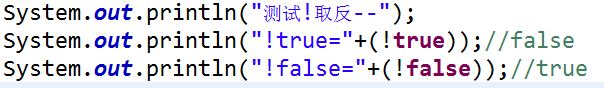 System.out.println("测试!取反--");
System.out.println("!true="+(!true));//false
System.out.println("!false="+(!false));//true